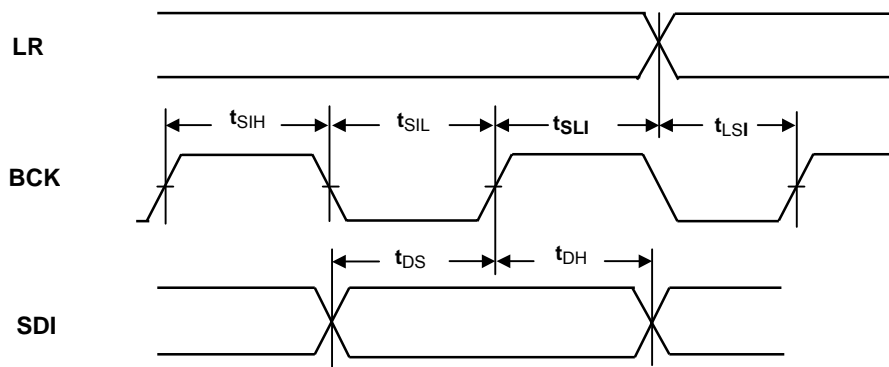 LR
tSIH tSIL tSLI tLSI
BCK
tDS tDH
SDI